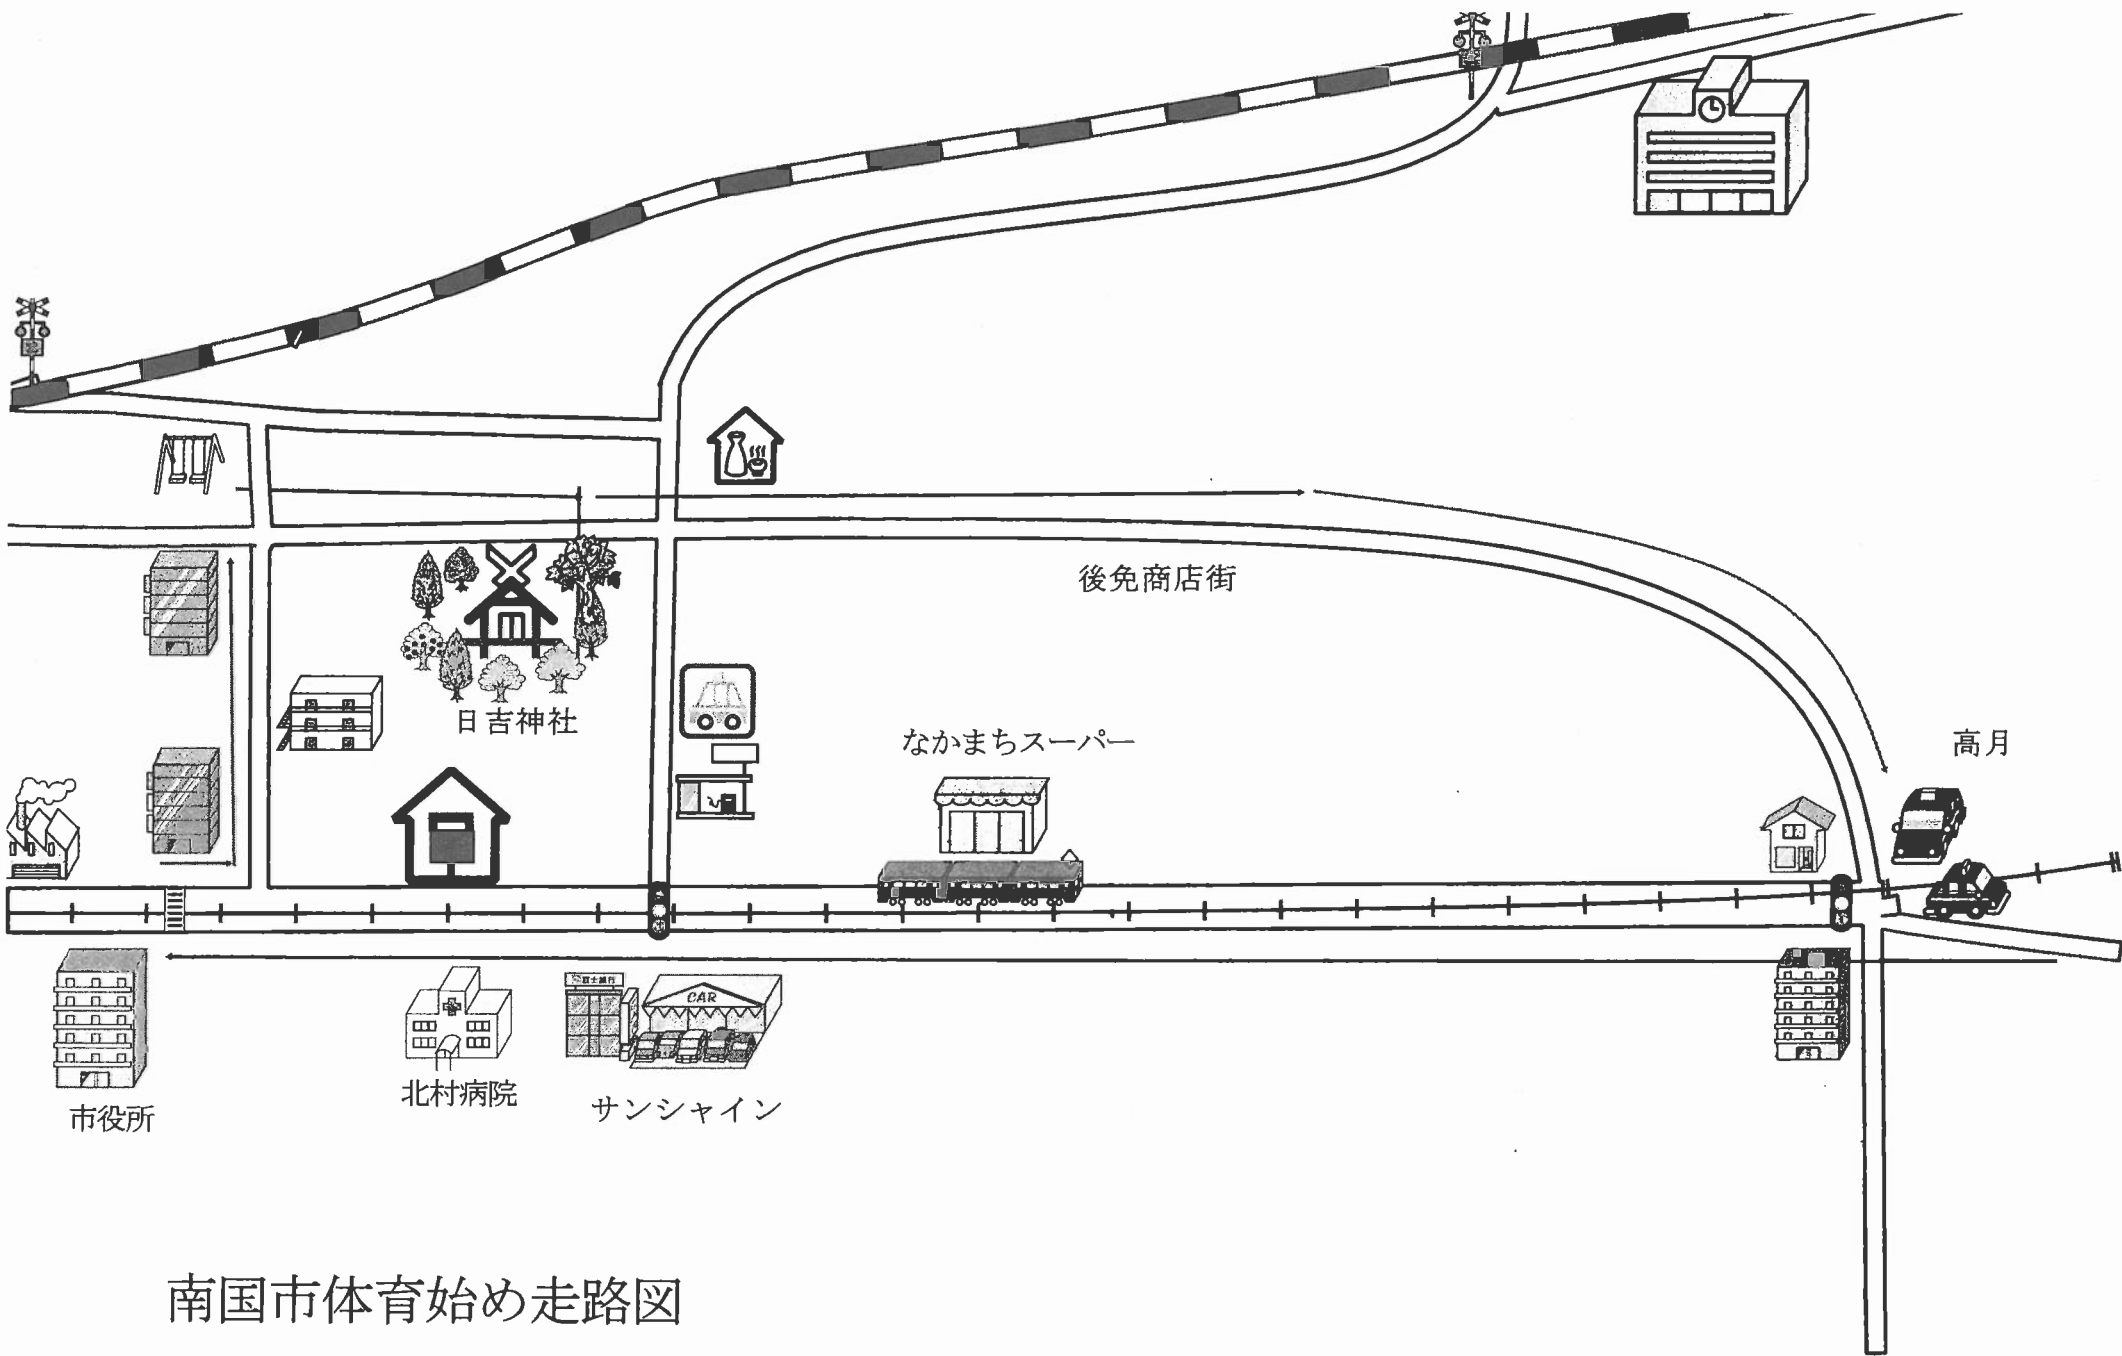 後免商店街
日吉神社
なかまちスーパー
高月
CAR
北村病院
サンシャイン
市役所
南国市体育始め走路図